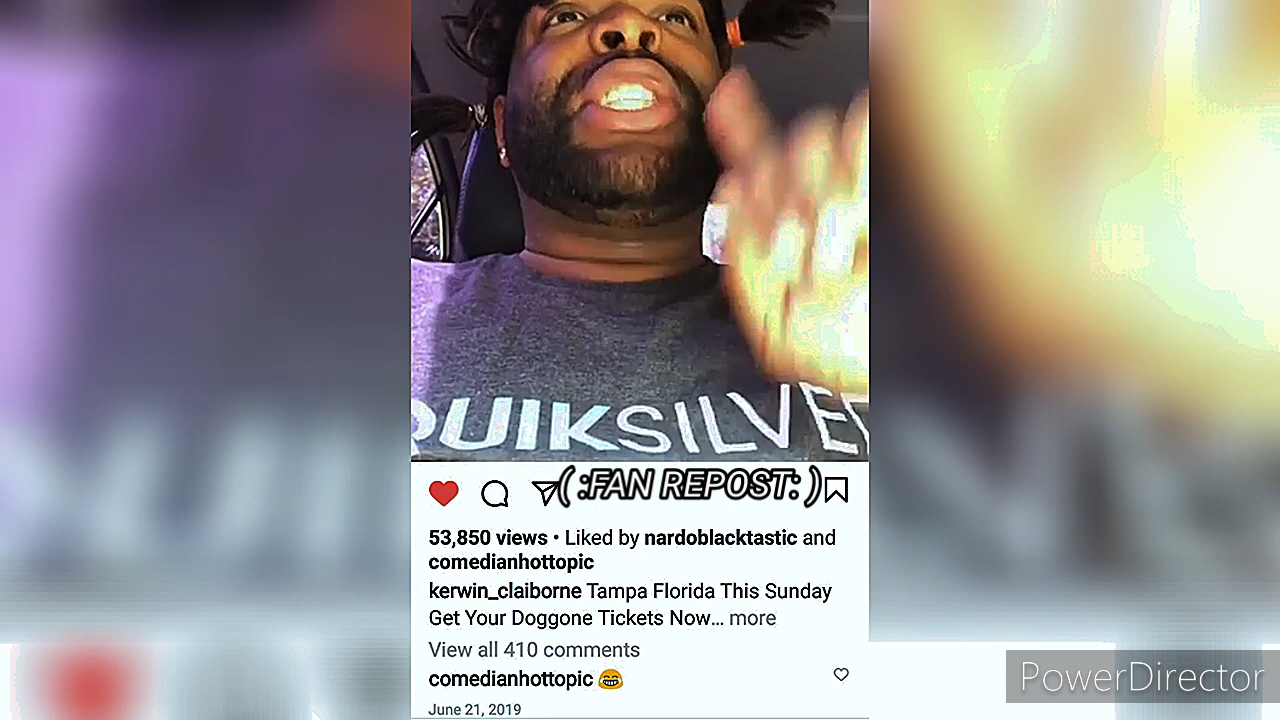 QUIKSILVER
( :FAN REPOST: )
53,850 views • Liked by nardoblacktastic and
comedianhottopic
kerwin_claiborne Tampa Florida This Sunday
Get Your Doggone Tickets Now... more
View all 410 comments
comedianhottopic 😂
June 21, 2019
PowerDirector